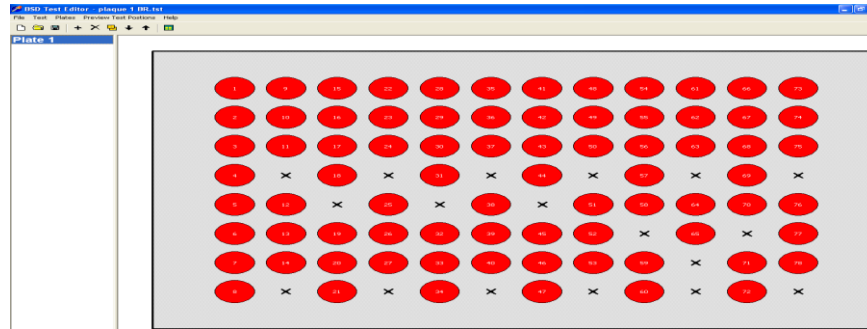 BSD Test Editor - plaque 1 BR.tst
File Test Plates Preview Test Positions Help
Plate 1
1 9 15 22 28 35 41 48 54 61 66 73
2 10 16 23 29 36 42 49 55 62 67 74
3 11 17 24 30 37 43 50 56 63 68 75
4 18 31 44 57 69
5 12 25 38 51 58 64 70 76
6 13 19 26 32 39 45 52 65 77
7 14 20 27 33 40 46 53 59 71 78
8 21 34 47 60 72